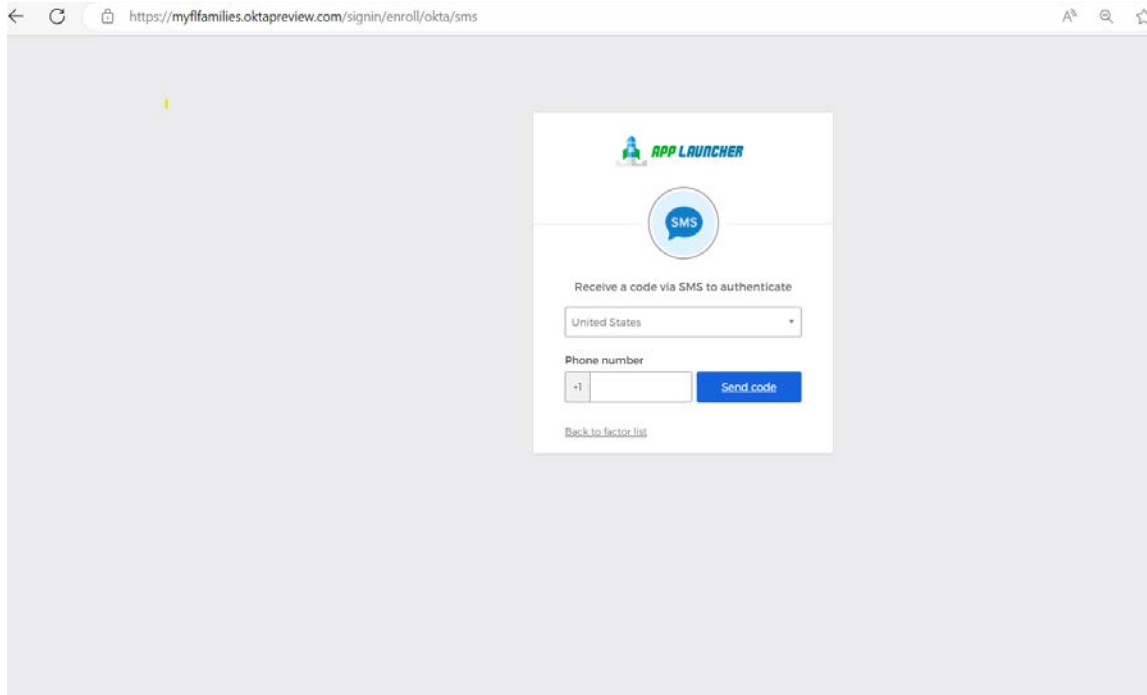 https://myflfamilies.oktapreview.com/signin/enroll/okta/sms
APP LAUNCHER
SMS
Receive a code via SMS to authenticate
United States
Phone number
+1 Send code
Back to factor list